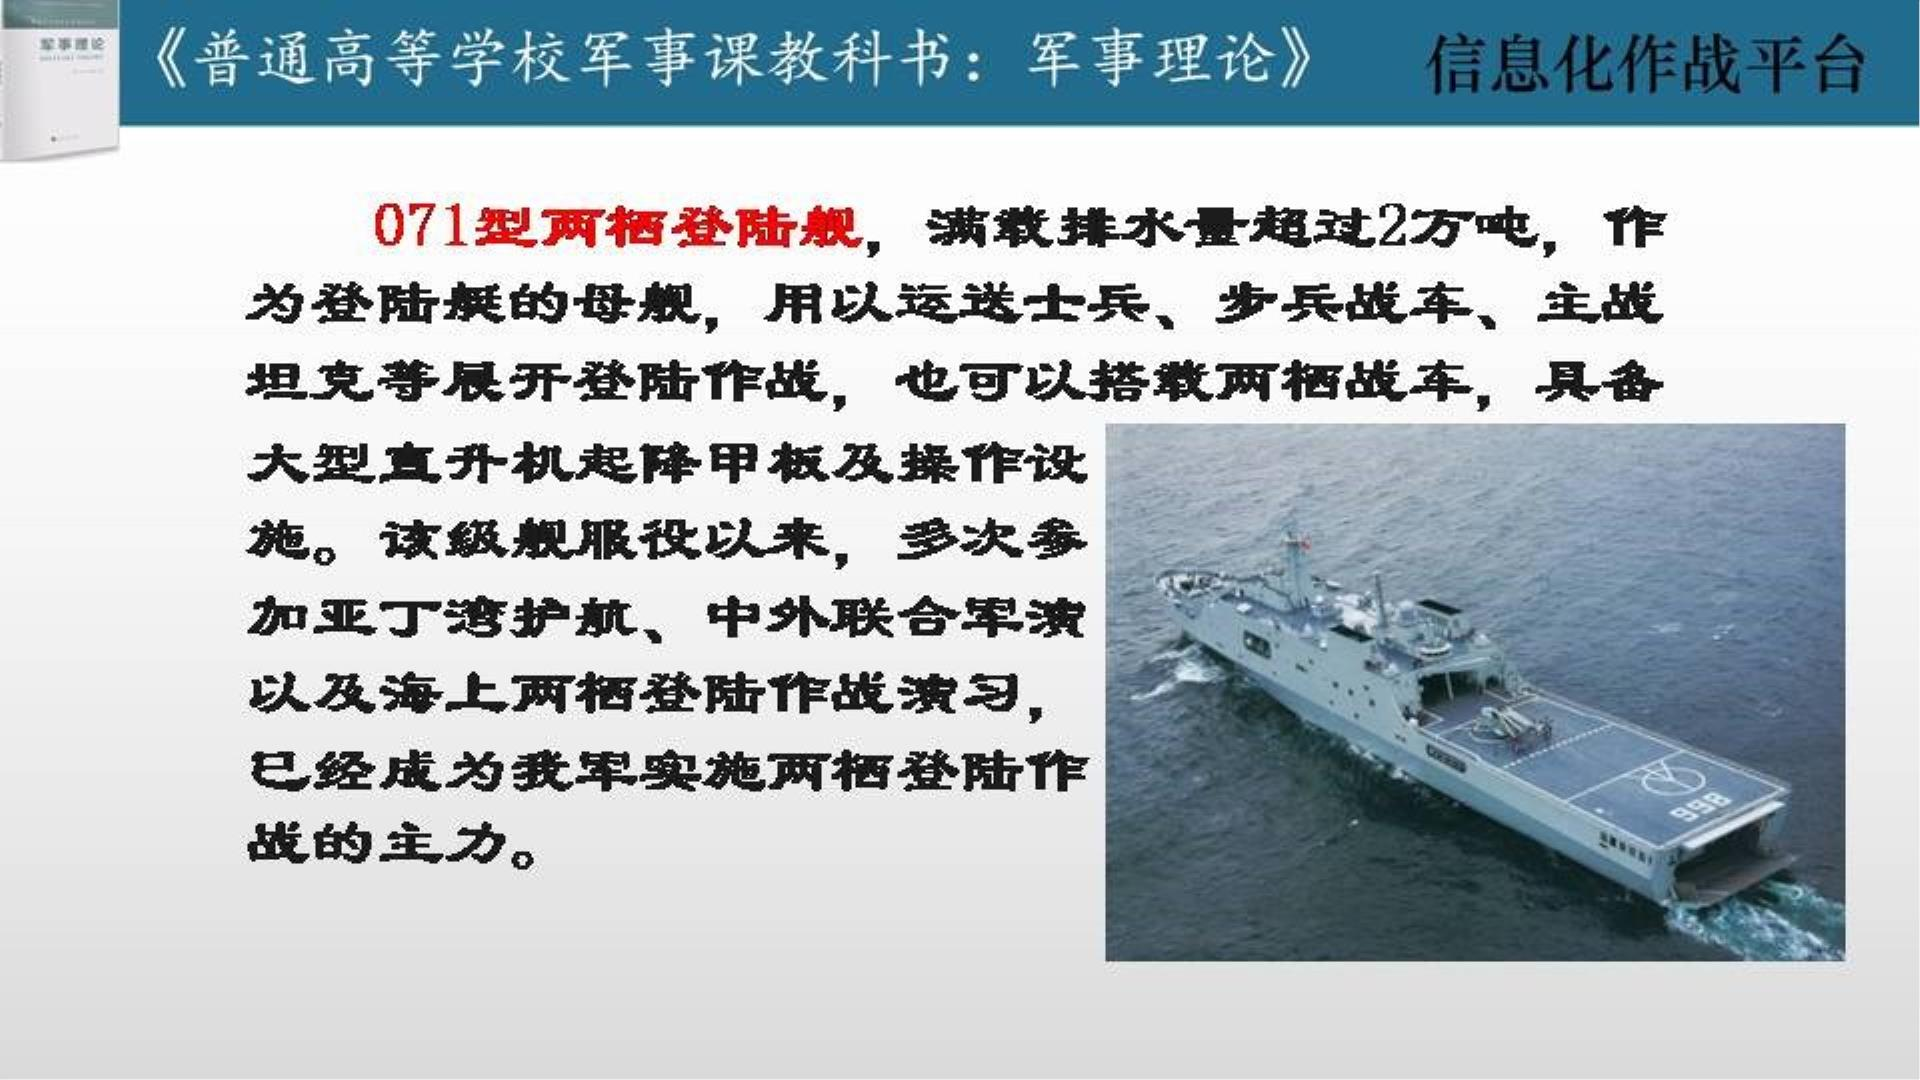 军事理论
《普通高等学校军事课教科书：军事理论》
信息化作战平台
071型两栖登陆舰，满载排水量超过2万吨，作
为登陆艇的母舰，用以运送士兵、步兵战车、主战
坦克等展开登陆作战，也可以搭载两栖战车，具备
大型直升机起降甲板及操作设
施。该级舰服役以来，多次参
加亚丁湾护航、中外联合军演
以及海上两栖登陆作战演习，
已经成为我军实施两栖登陆作
战的主力。
998